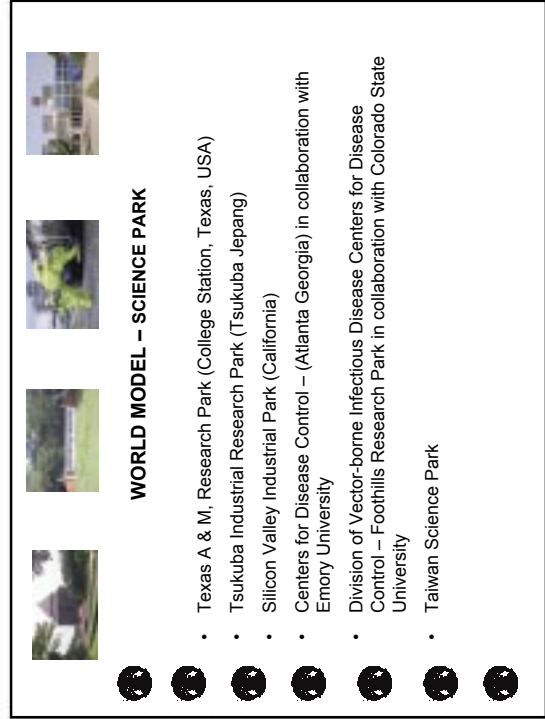 WORLD MODEL – SCIENCE PARK
• Texas A & M, Research Park (College Station, Texas, USA)
• Tsukuba Industrial Research Park (Tsukuba Jepang)
• Silicon Valley Industrial Park (California)
• Centers for Disease Control – (Atlanta Georgia) in collaboration with
Emory University
• Division of Vector-borne Infectious Disease Centers for Disease
Control – Foothills Research Park in collaboration with Colorado State
University
• Taiwan Science Park